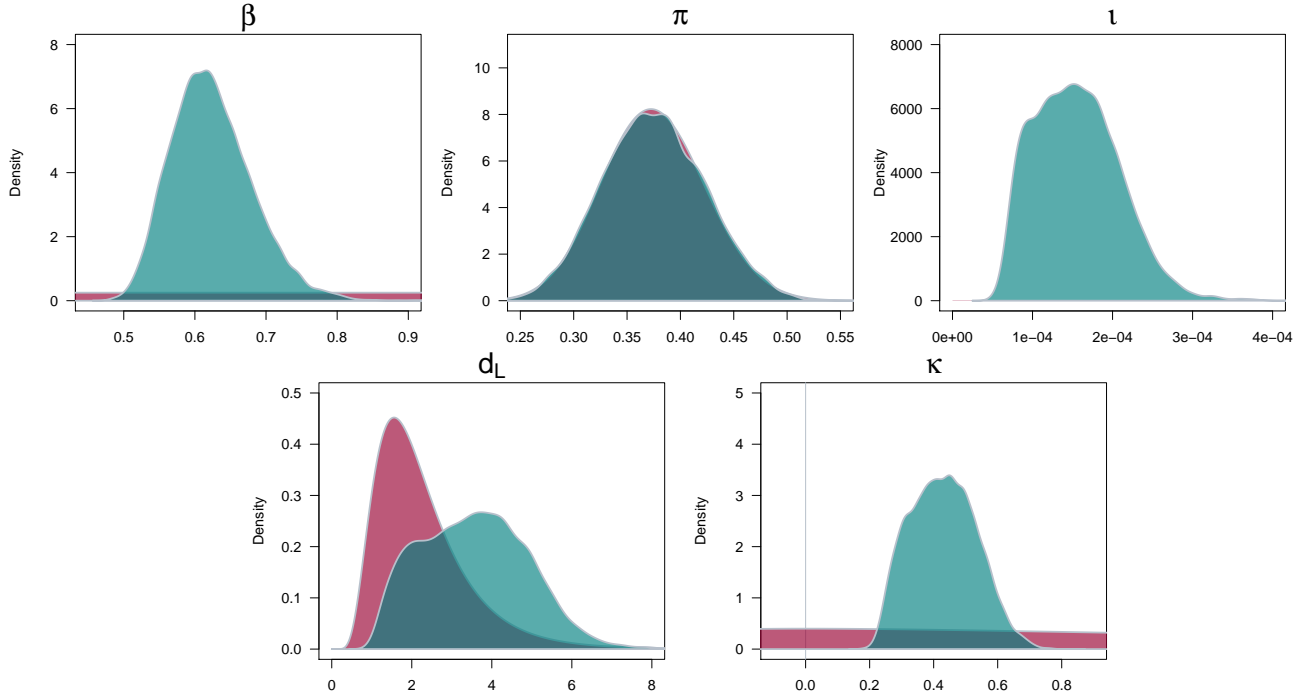 β
Density
8
6
4
2
0
0.5 0.6 0.7 0.8 0.9
π
Density
10
8
6
4
2
0
0.25 0.30 0.35 0.40 0.45 0.50 0.55
ι
8000
6000
4000
2000
0
0e+00 1e−04 2e−04 3e−04 4e−04
Density
dL
Density
0.5
0.4
0.3
0.2
0.1
0.0
0 2 4 6 8
κ
Density
5
4
3
2
1
0
0.0 0.2 0.4 0.6 0.8